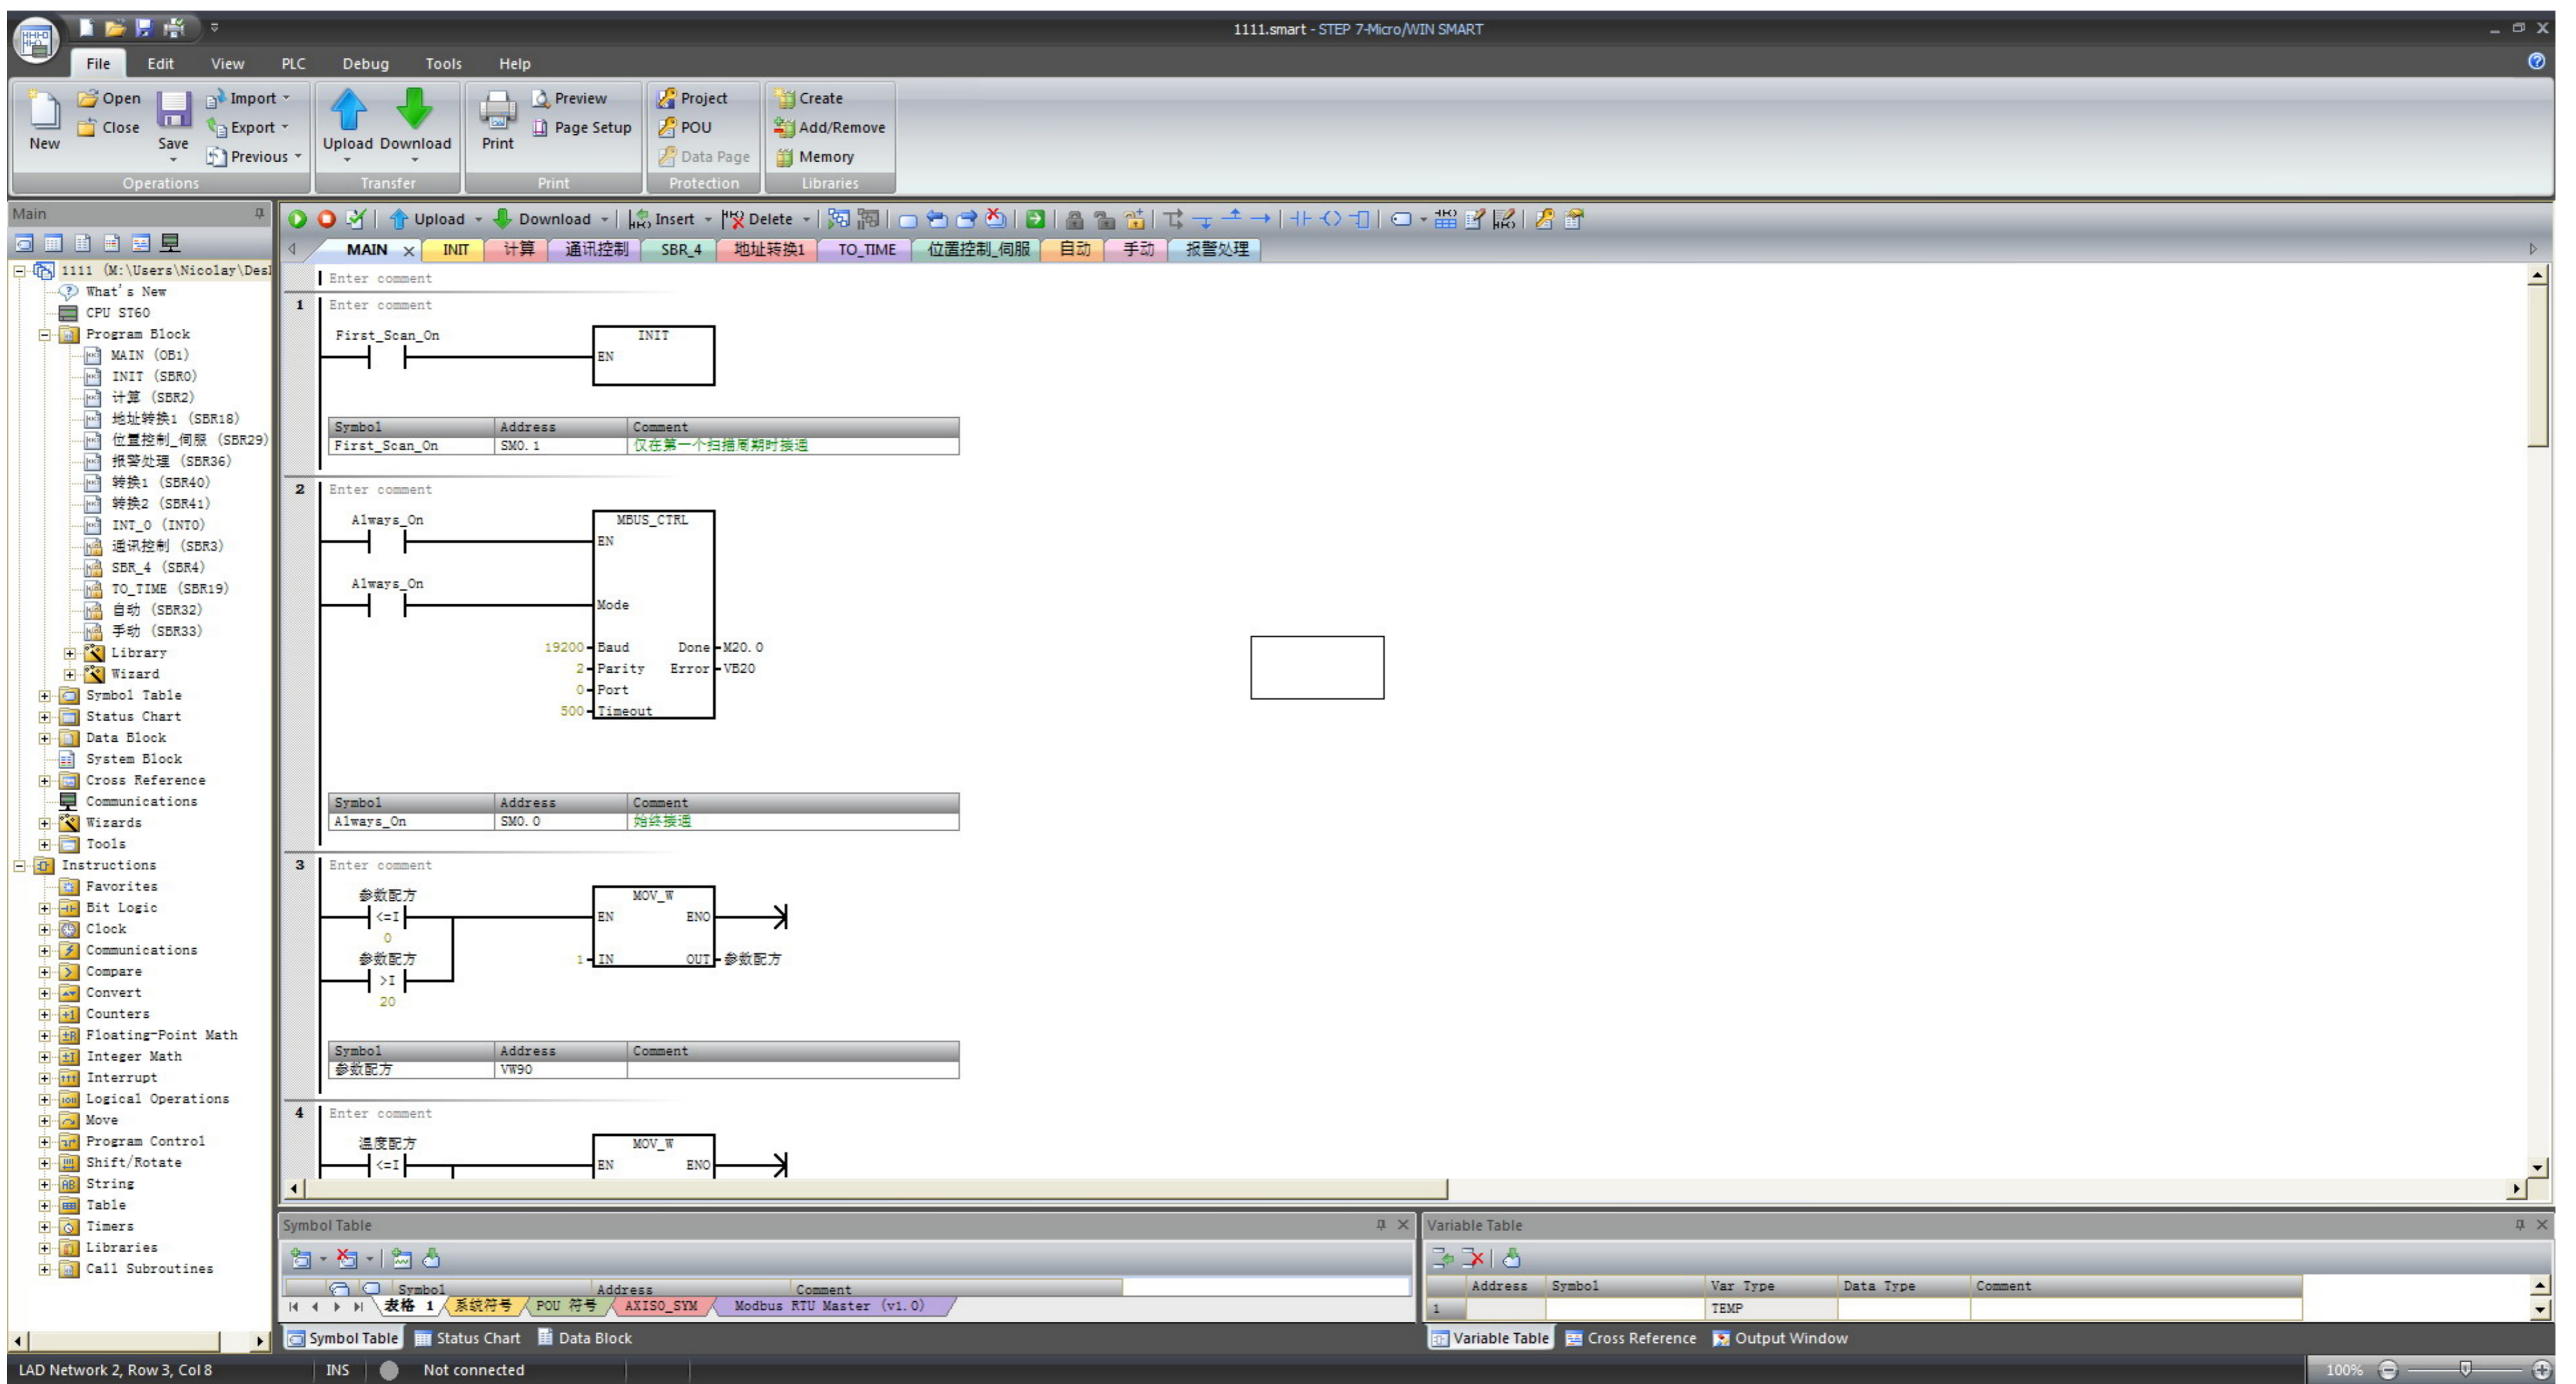 1111.smart - STEP 7-Micro/WIN SMART
File Edit View PLC Debug Tools Help
New
Open
Close
Save
Import
Export
Previous
Operations
Upload Download
Transfer
Print
Preview
Page Setup
Print
Project
POU
Data Page
Protection
Create
Add/Remove
Memory
Libraries
Main
1111 (M:\Users\Nicolay\Des
What's New
CPU ST60
Program Block
MAIN (OB1)
INIT (SBR0)
计算 (SBR2)
地址转换1 (SBR18)
位置控制_伺服 (SBR29)
报警处理 (SBR36)
转换1 (SBR40)
转换2 (SBR41)
INT_0 (INT0)
通讯控制 (SBR3)
SBR_4 (SBR4)
TO_TIME (SBR19)
自动 (SBR32)
手动 (SBR33)
Library
Wizard
Symbol Table
Status Chart
Data Block
System Block
Cross Reference
Communications
Wizards
Tools
Instructions
Favorites
Bit Logic
Clock
Communications
Compare
Convert
Counters
Floating-Point Math
Integer Math
Interrupt
Logical Operations
Move
Program Control
Shift/Rotate
String
Table
Timers
Libraries
Call Subroutines
Upload Download Insert Delete
MAIN INIT 计算 通讯控制 SBR_4 地址转换1 TO_TIME 位置控制_伺服 自动 手动 报警处理
Enter comment
1 Enter comment
First_Scan_On INIT
EN
Symbol Address Comment
First_Scan_On SM0.1 仅在第一个扫描周期时接通
2 Enter comment
Always_On MBUS_CTRL
EN
Always_On
Mode
19200 Baud Done M20.0
2 Parity Error VB20
0 Port
500 Timeout
Symbol Address Comment
Always_On SM0.0 始终接通
3 Enter comment
参数配方 MOV_W
<=I EN ENO
0
参数配方 1 IN OUT 参数配方
>I
20
Symbol Address Comment
参数配方 VW90
4 Enter comment
温度配方 MOV_W
<=I EN ENO
Symbol Table
Symbol Address Comment
表格 1 系统符号 POU 符号 AXIS0_SYM Modbus RTU Master (v1.0)
Symbol Table Status Chart Data Block
Variable Table
Address Symbol Var Type Data Type Comment
1 TEMP
Variable Table Cross Reference Output Window
LAD Network 2, Row 3, Col 8 INS Not connected 100%